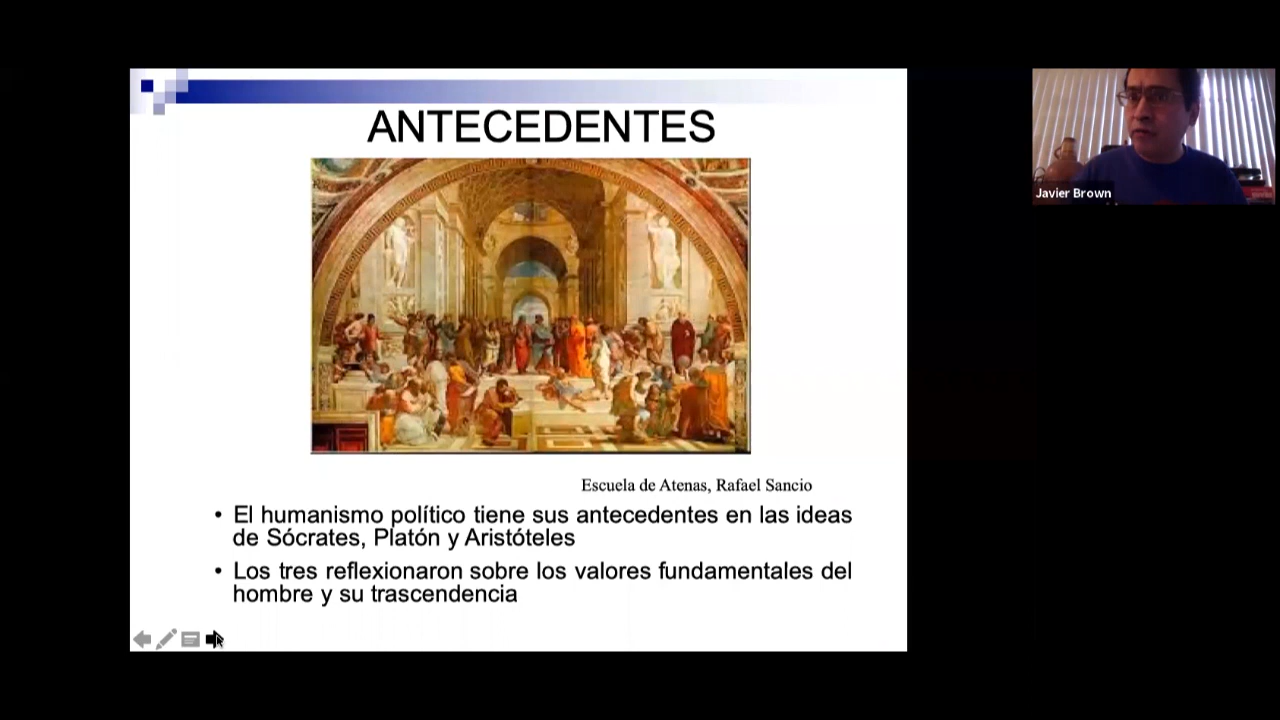 ANTECEDENTES
Escuela de Atenas, Rafael Sancio
• El humanismo político tiene sus antecedentes en las ideas
de Sócrates, Platón y Aristóteles
• Los tres reflexionaron sobre los valores fundamentales del
hombre y su trascendencia
Javier Brown